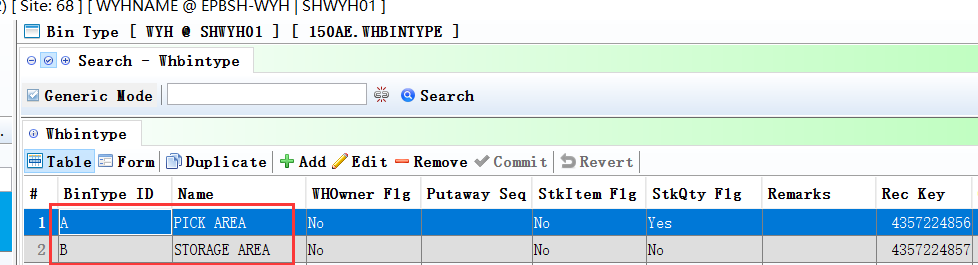 2) [ Site: 68 ] [ WYHNAME @ EPBSH-WYH | SHWYH01 ]
Bin Type [ WYH @ SHWYH01 ] [ 150AE.WHBINTYPE ]
Search - Whbintype
Generic Mode Search
Whbintype
Table Form Duplicate Add Edit Remove Commit Revert
# BinType ID Name WHOwner Flg Putaway Seq StkItem Flg StkQty Flg Remarks Rec Key
1 A PICK AREA No No Yes 4357224856
2 B STORAGE AREA No No No 4357224857